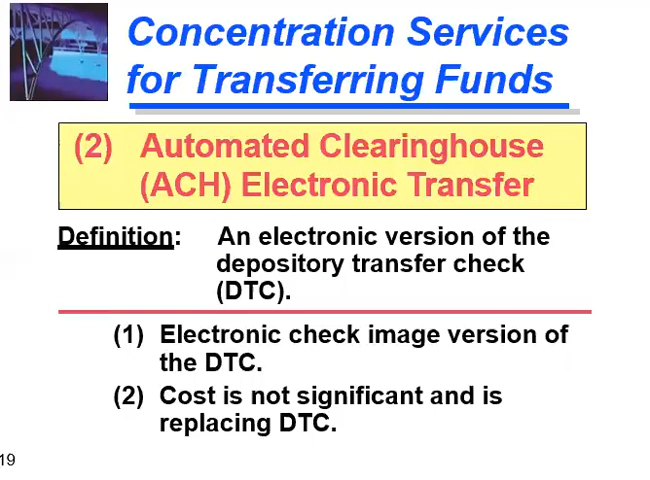 Concentration Services
for Transferring Funds
(2) Automated Clearinghouse
(ACH) Electronic Transfer
Definition: An electronic version of the
depository transfer check
(DTC).
(1) Electronic check image version of
the DTC.
(2) Cost is not significant and is
replacing DTC.
19